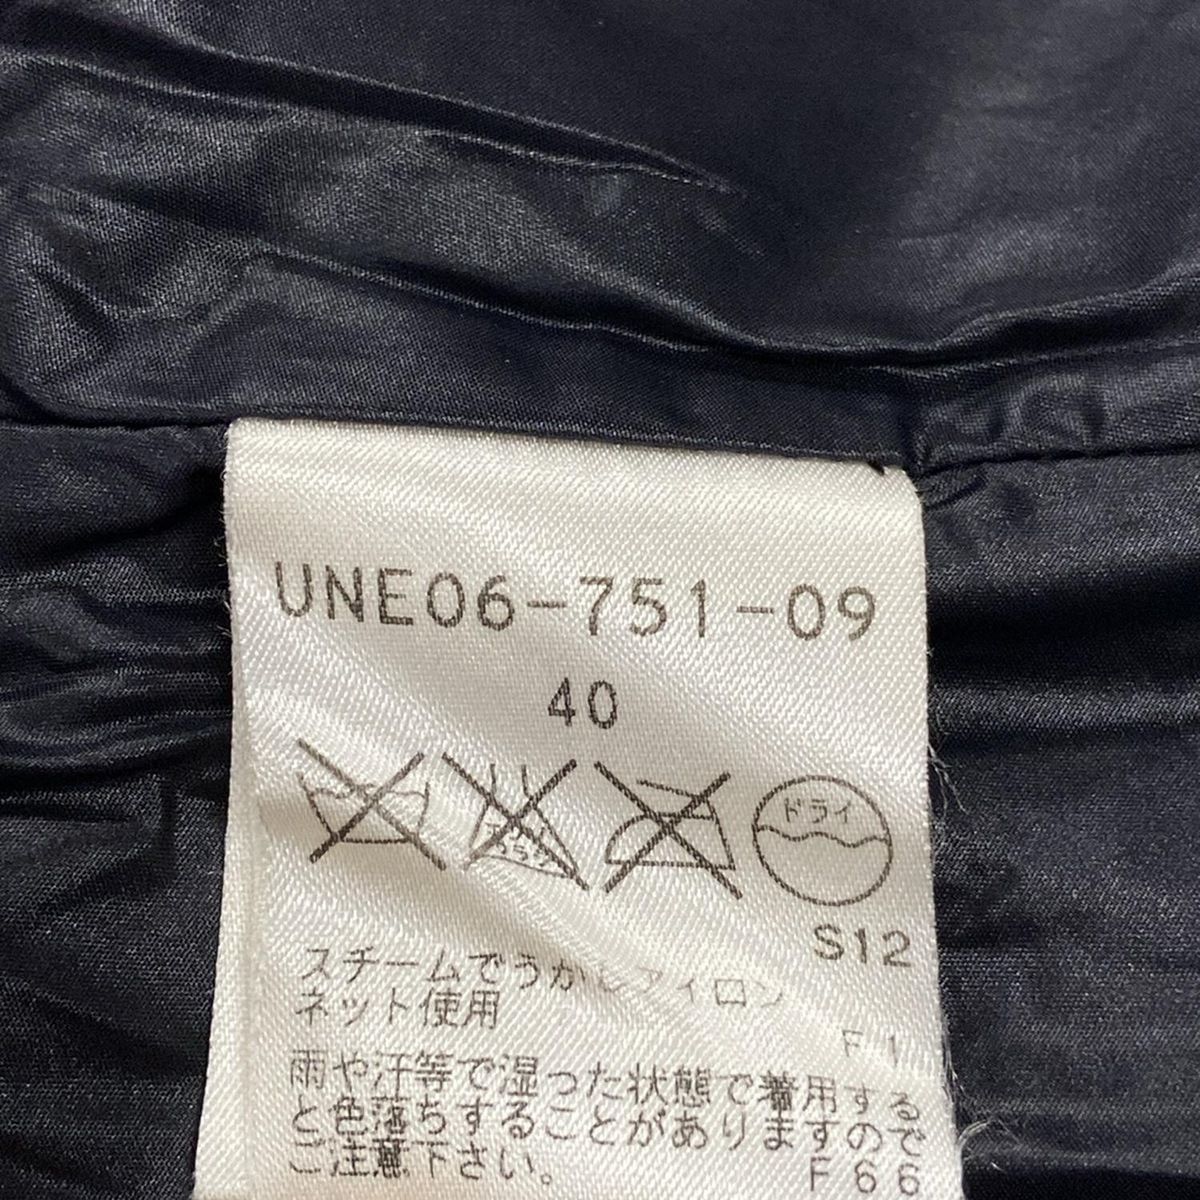 UNE06-751-09
40
ドライ
S12
スチームでうかしアイロン
ネット使用
F1
雨や汗等で湿った状態で着用する
と色落ちすることがありますので
ご注意下さい。
F66